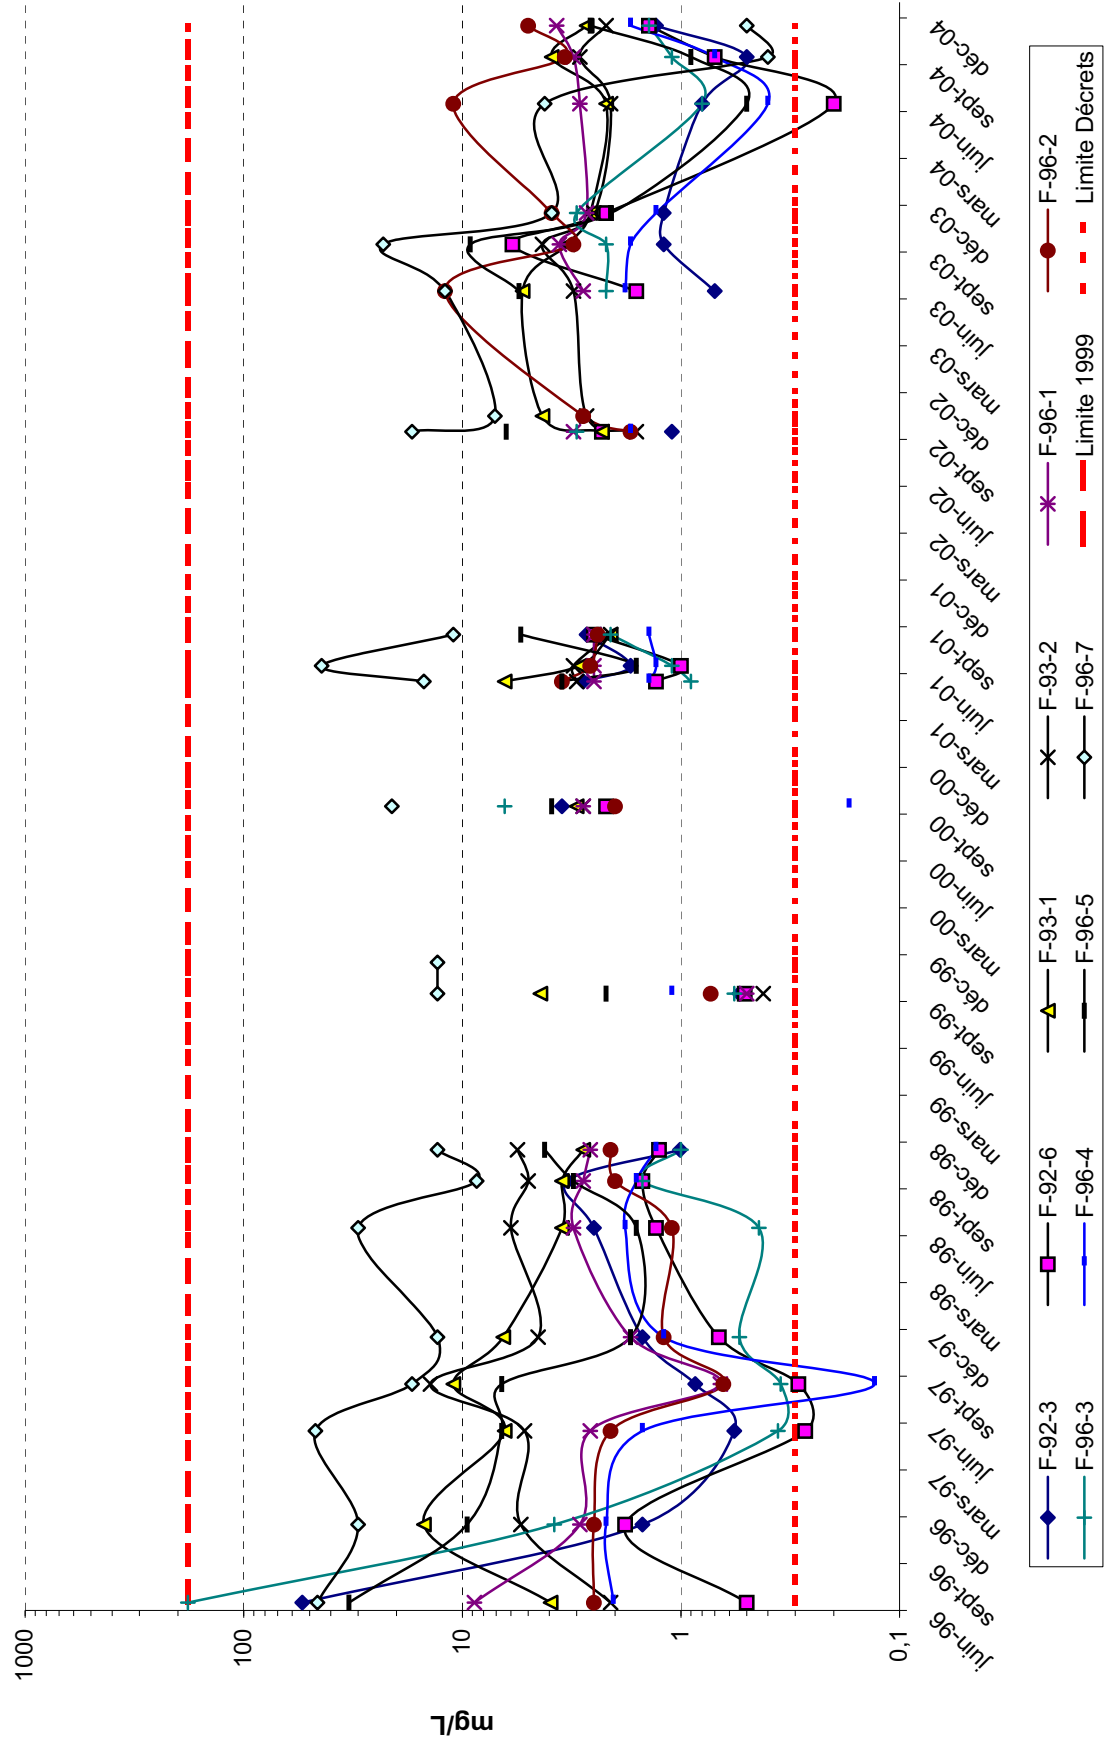 1000
100
10
1
0,1
mg/L
juin-96
sept-96
déc-96
mars-97
juin-97
sept-97
déc-97
mars-98
juin-98
sept-98
déc-98
mars-99
juin-99
sept-99
déc-99
mars-00
juin-00
sept-00
déc-00
mars-01
juin-01
sept-01
déc-01
mars-02
juin-02
sept-02
déc-02
mars-03
juin-03
sept-03
déc-03
mars-04
juin-04
sept-04
déc-04
F-92-3 F-92-6 F-93-1 F-93-2 F-96-1 F-96-2
F-96-3 F-96-4 F-96-5 F-96-7 Limite 1999 Limite Décrets